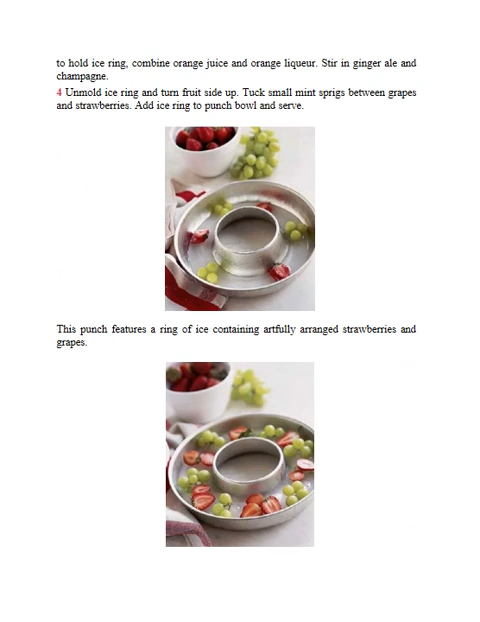 to hold ice ring, combine orange juice and orange liqueur. Stir in ginger ale and
champagne.
4 Unmold ice ring and turn fruit side up. Tuck small mint sprigs between grapes
and strawberries. Add ice ring to punch bowl and serve.
This punch features a ring of ice containing artfully arranged strawberries and
grapes.